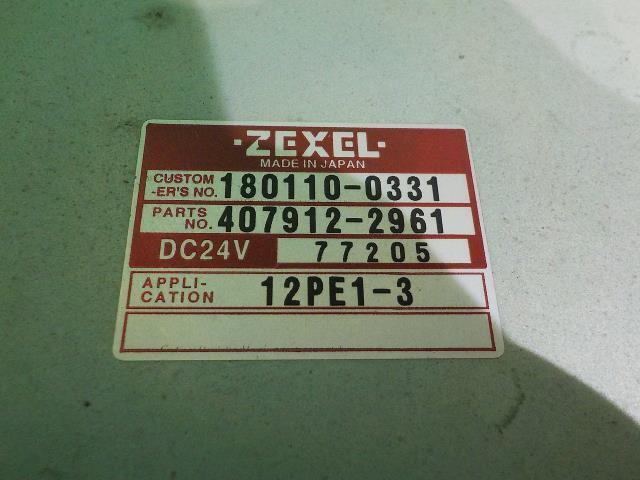 ·ZEXEL·
MADE IN JAPAN
CUSTOM
-ER'S NO. 180110-0331
PARTS
NO. 407912-2961
DC24V 77205
APPLI-
CATION 12PE1-3